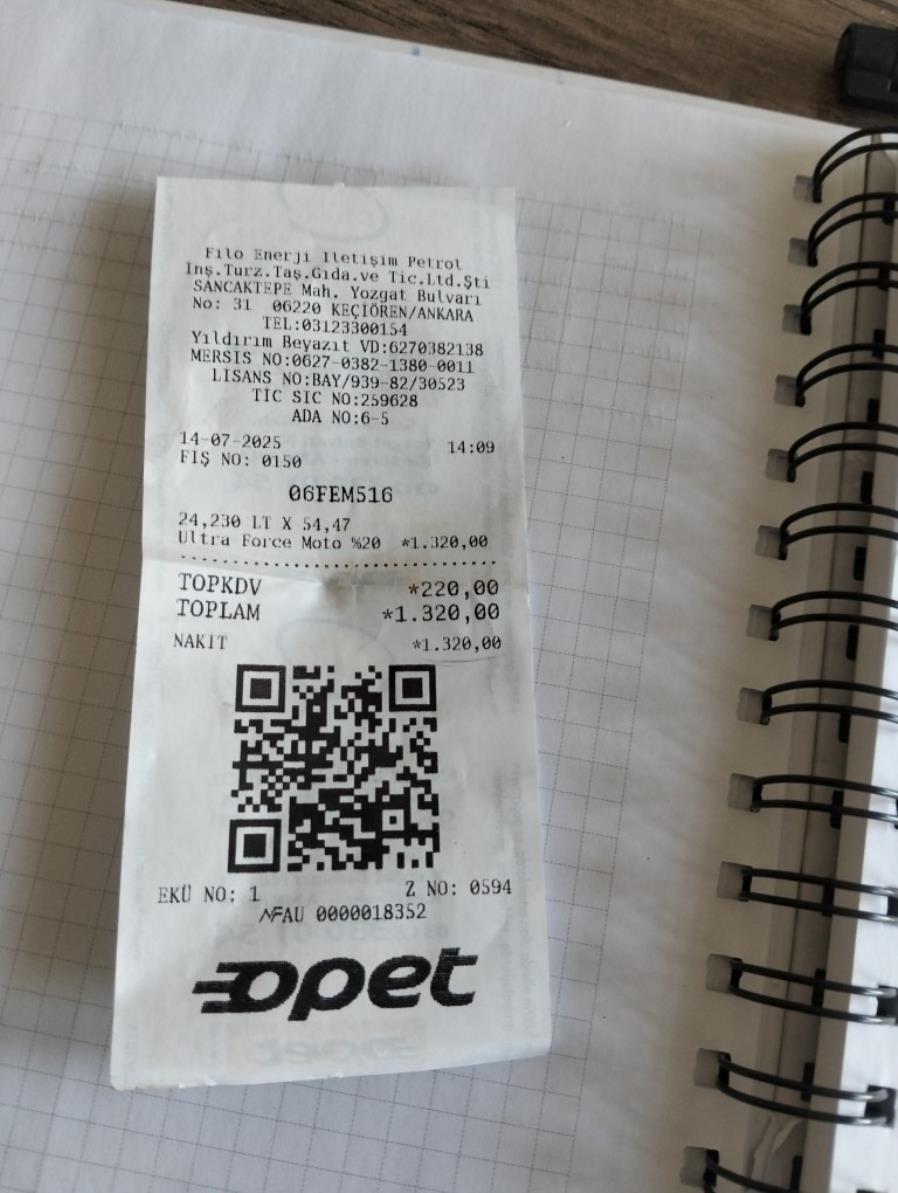 Filo Enerji Iletişim Petrol
İnş.Turz.Taş.Gıda.ve Tic.Ltd.Şti
SANCAKTEPE Mah. Yozgat Bulvarı
No: 31 06220 KEÇİÖREN/ANKARA
TEL:03123300154
Yıldırım Beyazıt VD:6270382138
MERSIS NO:0627-0382-1380-0011
LISANS NO:BAY/939-82/30523
TİC SİC NO:259628
ADA NO:6-5
14-07-2025 14:09
FIŞ NO: 0150
06FEM516
24,230 LT X 54,47
Ultra Force Moto %20 *1.320,00
TOPKDV *220,00
TOPLAM *1.320,00
NAKİT *1.320,00
EKÜ NO: 1 Z NO: 0594
MF AU 0000018352
opet